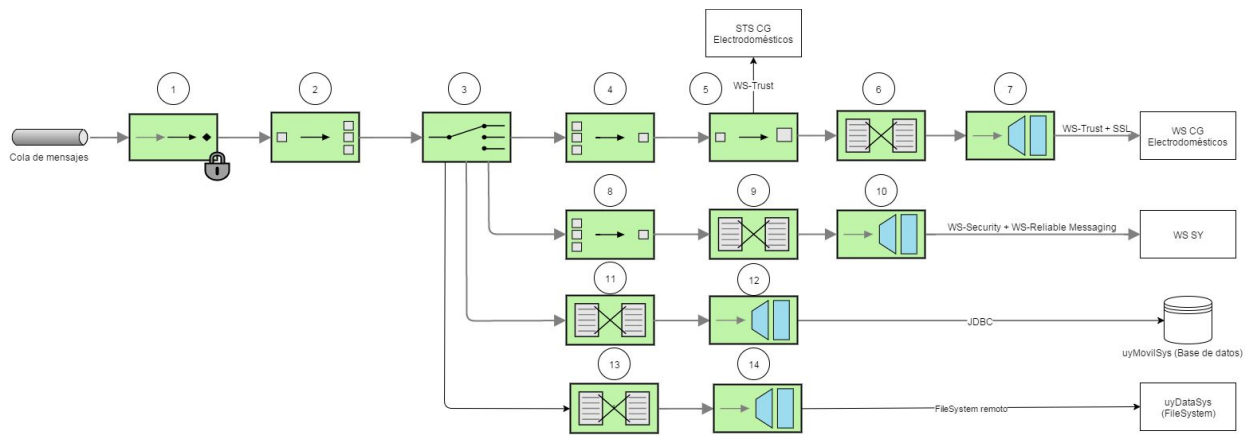 STS CG
Electrodomésticos
1
2
3
4
5
WS-Trust
6
7
Cola de mensajes
WS-Trust + SSL
WS CG
Electrodomésticos
8
9
10
WS-Security + WS-Reliable Messaging
WS SY
11
12
JDBC
uyMovilSys (Base de datos)
13
14
FileSystem remoto
uyDataSys
(FileSystem)